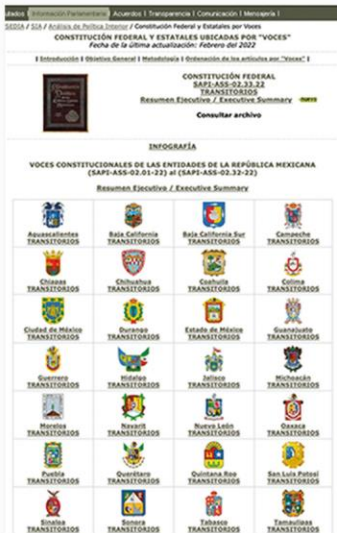 Información Parlamentaria | Acuerdos | Transparencia | Comunicación | Mensajería |
SEDIA / SIA / Análisis de Política Interior / Constitución Federal y Estatales por Voces
CONSTITUCIÓN FEDERAL Y ESTATALES UBICADAS POR "VOCES"
Fecha de la última actualización: Febrero del 2022
| Introducción | Objetivo General | Metodología | Ordenación de los artículos por "Voces" |
CONSTITUCIÓN FEDERAL
SAPI-ASS-02.33.22
TRANSITORIOS
Resumen Ejecutivo / Executive Summary
Consultar archivo
INFOGRAFÍA
VOCES CONSTITUCIONALES DE LAS ENTIDADES DE LA REPÚBLICA MEXICANA
(SAPI-ASS-02.01-22) al (SAPI-ASS-02.32-22)
Resumen Ejecutivo / Executive Summary
Aguascalientes Baja California Baja California Sur Campeche
TRANSITORIOS TRANSITORIOS TRANSITORIOS TRANSITORIOS
Chiapas Chihuahua Coahuila Colima
TRANSITORIOS TRANSITORIOS TRANSITORIOS TRANSITORIOS
Ciudad de México Durango Estado de México Guanajuato
TRANSITORIOS TRANSITORIOS TRANSITORIOS TRANSITORIOS
Guerrero Hidalgo Jalisco Michoacán
TRANSITORIOS TRANSITORIOS TRANSITORIOS TRANSITORIOS
Morelos Nayarit Nuevo León Oaxaca
TRANSITORIOS TRANSITORIOS TRANSITORIOS TRANSITORIOS
Puebla Querétaro Quintana Roo San Luis Potosí
TRANSITORIOS TRANSITORIOS TRANSITORIOS TRANSITORIOS
Sinaloa Sonora Tabasco Tamaulipas
TRANSITORIOS TRANSITORIOS TRANSITORIOS TRANSITORIOS